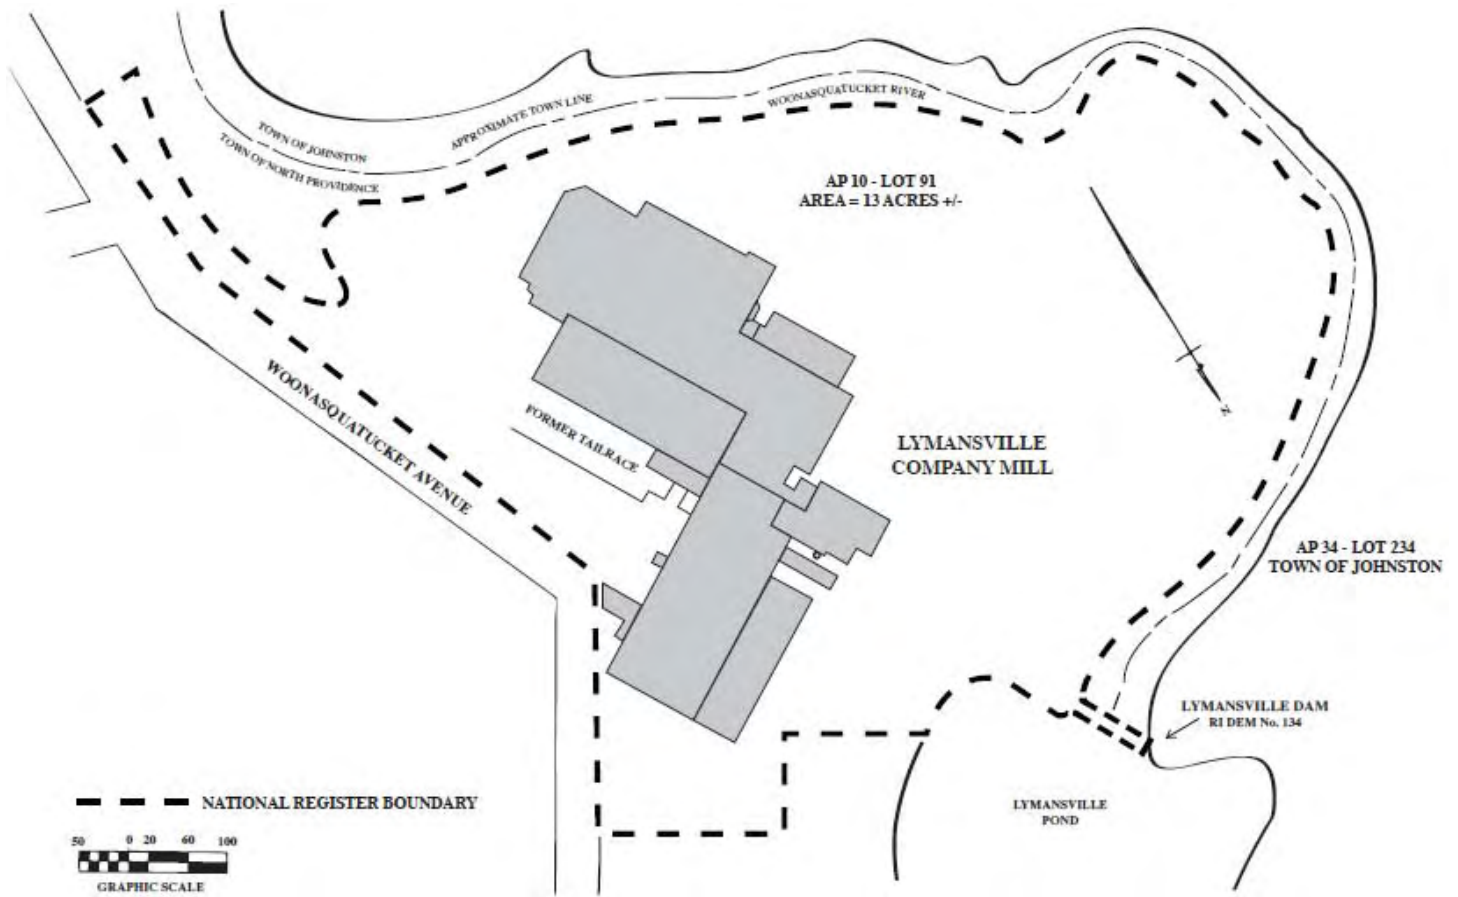 TOWN OF JOHNSTON
TOWN OF NORTH PROVIDENCE
APPROXIMATE TOWN LINE
WOONASQUATUCKET RIVER
AP 10 - LOT 91
AREA = 13 ACRES +/-
N
WOONASQUATUCKET AVENUE
FORMER TAILRACE
LYMANSVILLE
COMPANY MILL
AP 34 - LOT 234
TOWN OF JOHNSTON
LYMANSVILLE DAM
RI DEM No. 134
LYMANSVILLE
POND
NATIONAL REGISTER BOUNDARY
50 0 20 60 100
GRAPHIC SCALE